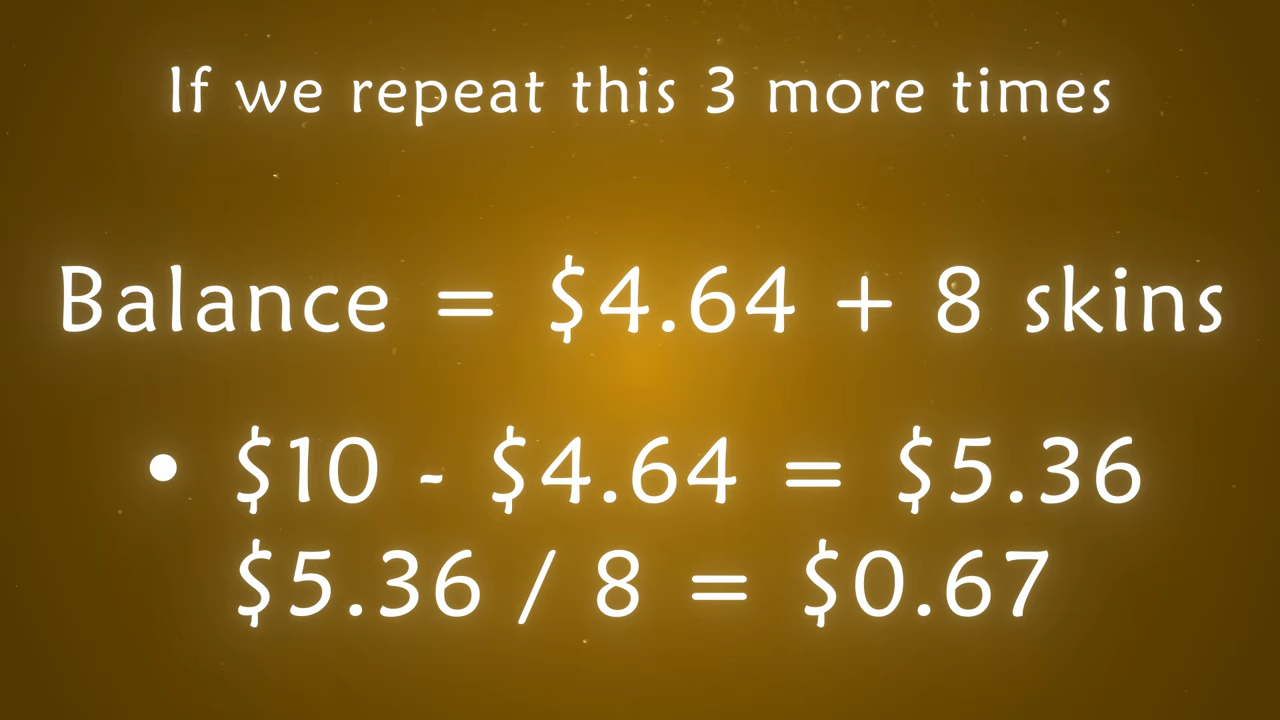 If we repeat this 3 more times
Balance = $4.64 + 8 skins
• $10 - $4.64 = $5.36
$5.36 / 8 = $0.67